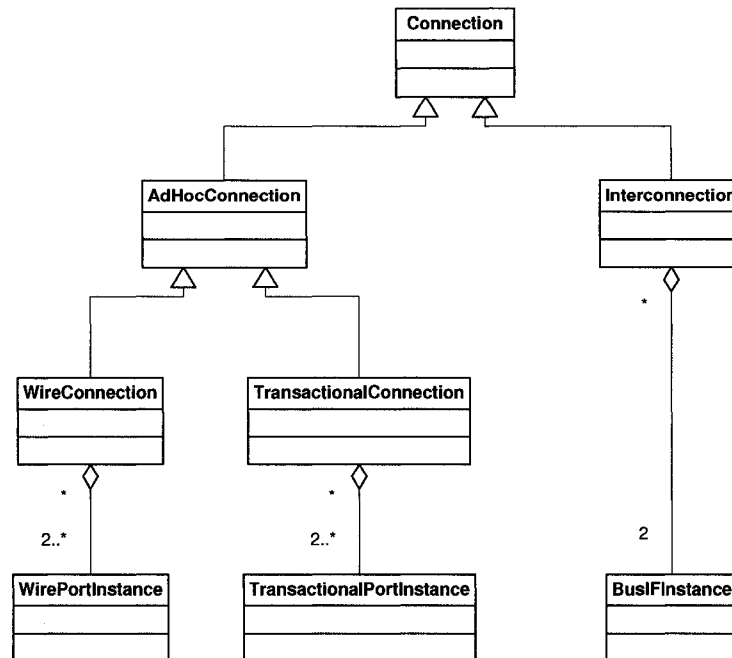 Connection
AdHocConnection
Interconnection
*
WireConnection
TransactionalConnection
*
*
2..*
2..*
2
WirePortInstance
TransactionalPortInstance
BusIFInstance